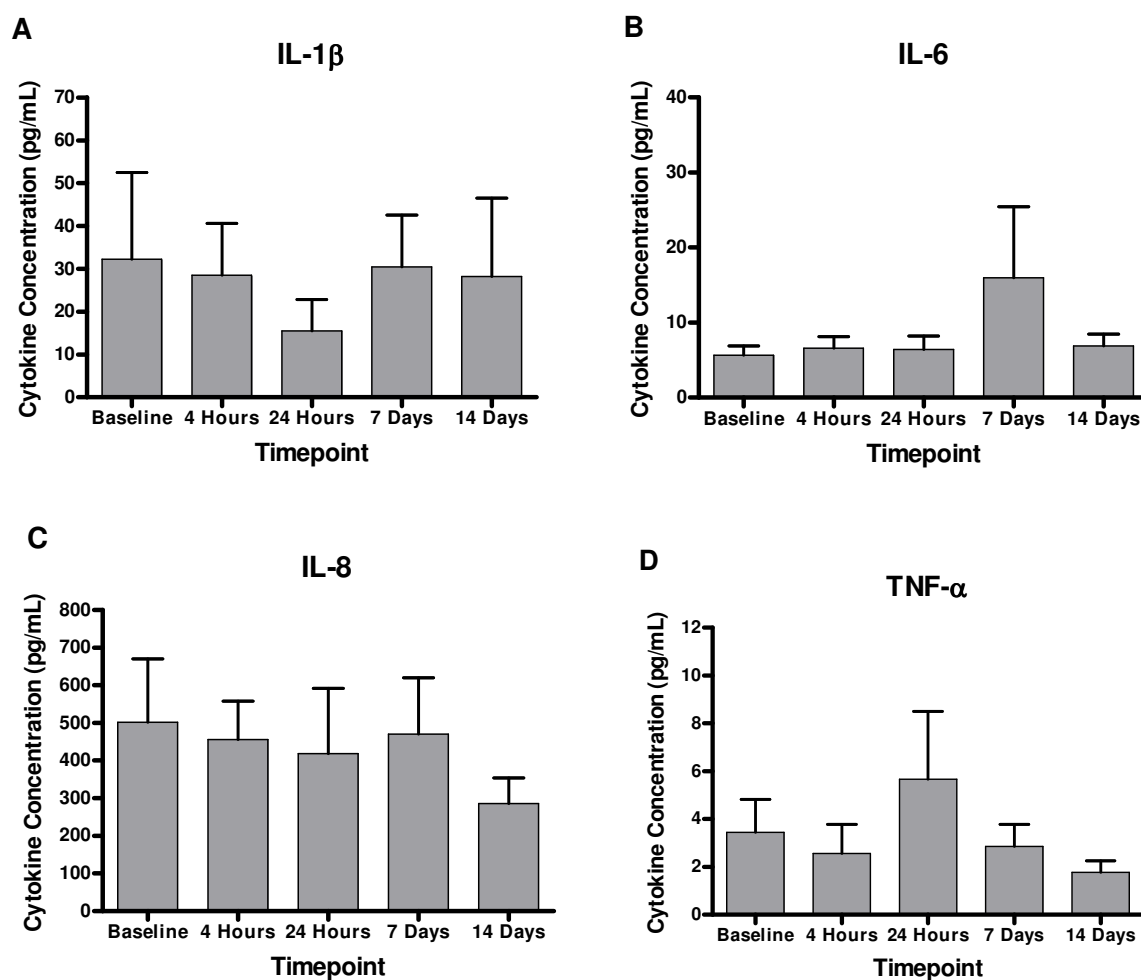 A
IL-1β
Cytokine Concentration (pg/mL)
70
60
50
40
30
20
10
0
Baseline 4 Hours 24 Hours 7 Days 14 Days
Timepoint
B
IL-6
Cytokine Concentration (pg/mL)
40
30
20
10
0
Baseline 4 Hours 24 Hours 7 Days 14 Days
Timepoint
C
IL-8
Cytokine Concentration (pg/mL)
800
700
600
500
400
300
200
100
0
Baseline 4 Hours 24 Hours 7 Days 14 Days
Timepoint
D
TNF-α
Cytokine Concentration (pg/mL)
12
10
8
6
4
2
0
Baseline 4 Hours 24 Hours 7 Days 14 Days
Timepoint